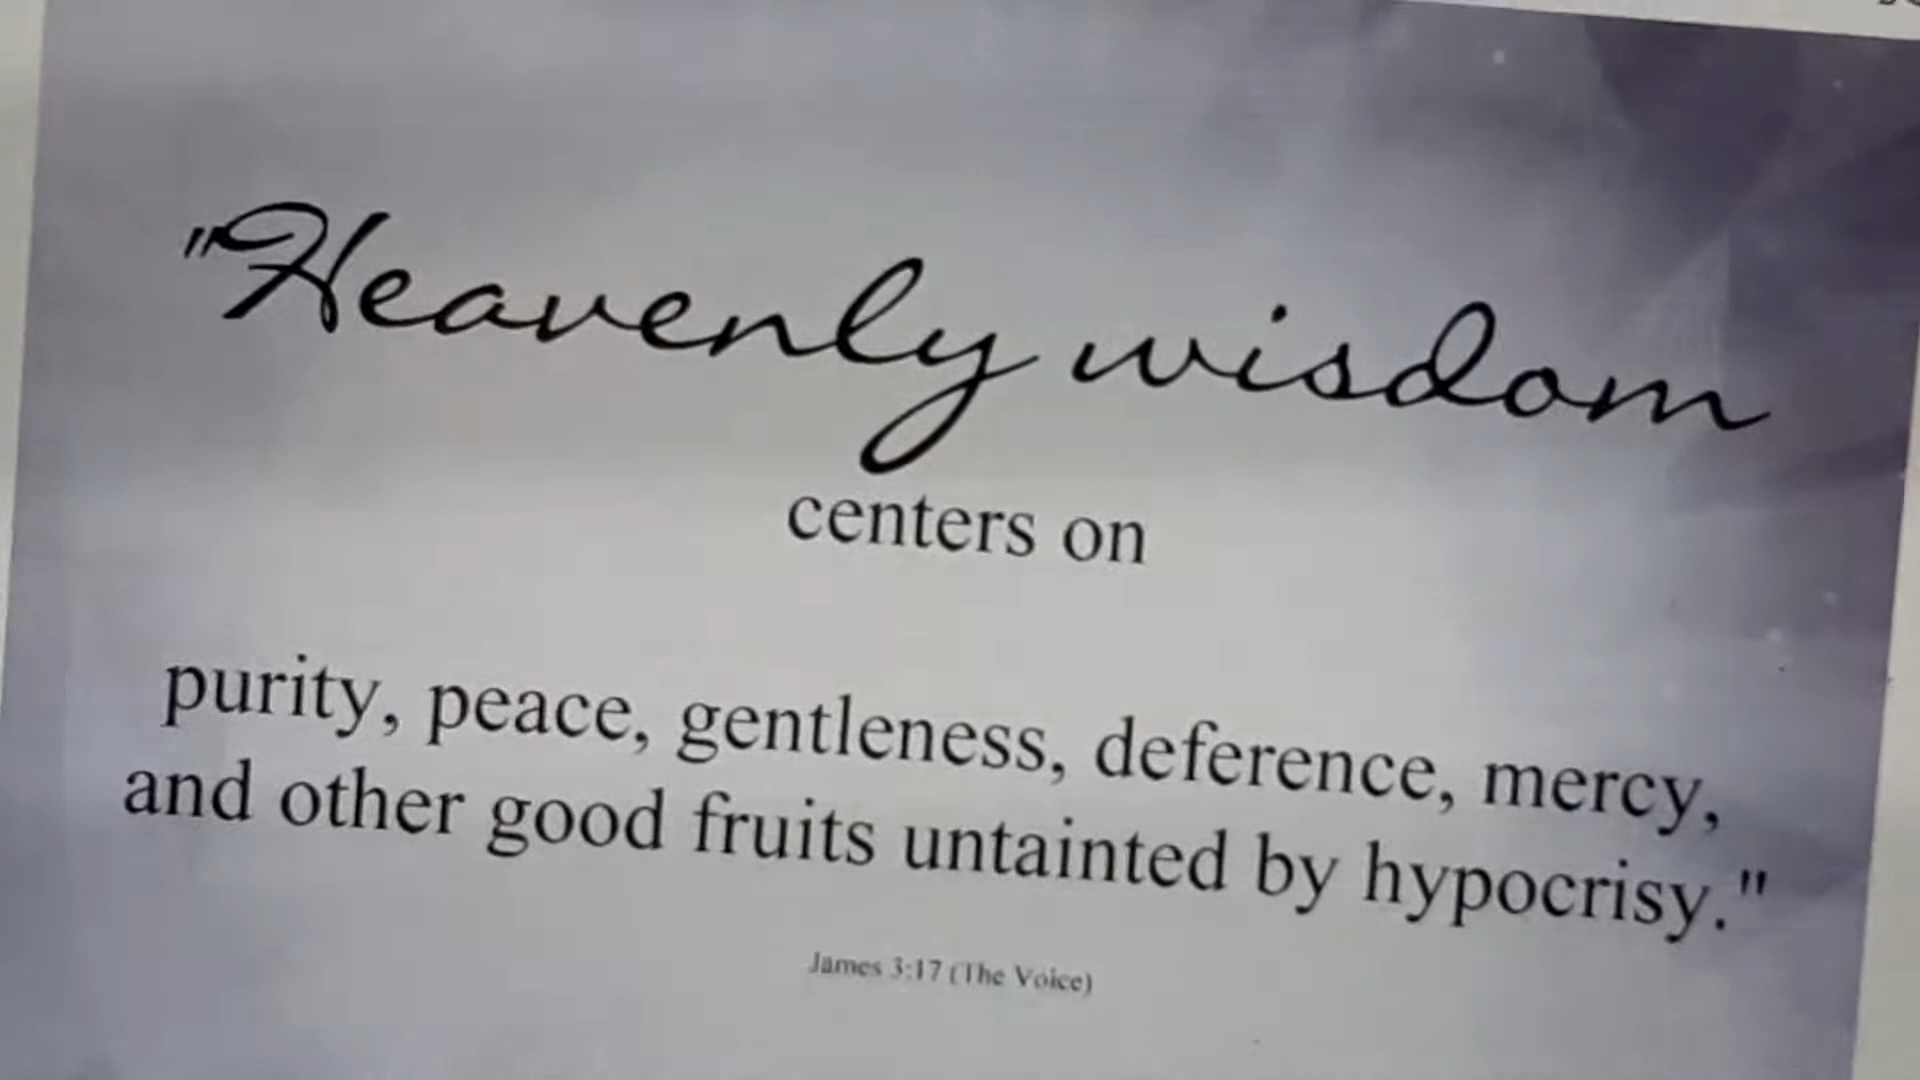 "Heavenly wisdom
centers on
purity, peace, gentleness, deference, mercy,
and other good fruits untainted by hypocrisy."
James 3:17 (The Voice)